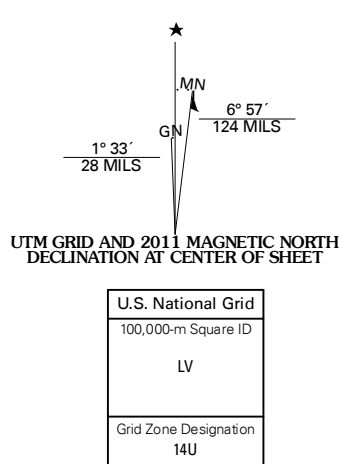 MN
6° 57´
124 MILS
GN
1° 33´
28 MILS
UTM GRID AND 2011 MAGNETIC NORTH
DECLINATION AT CENTER OF SHEET
U.S. National Grid
100,000-m Square ID
LV
Grid Zone Designation
14U